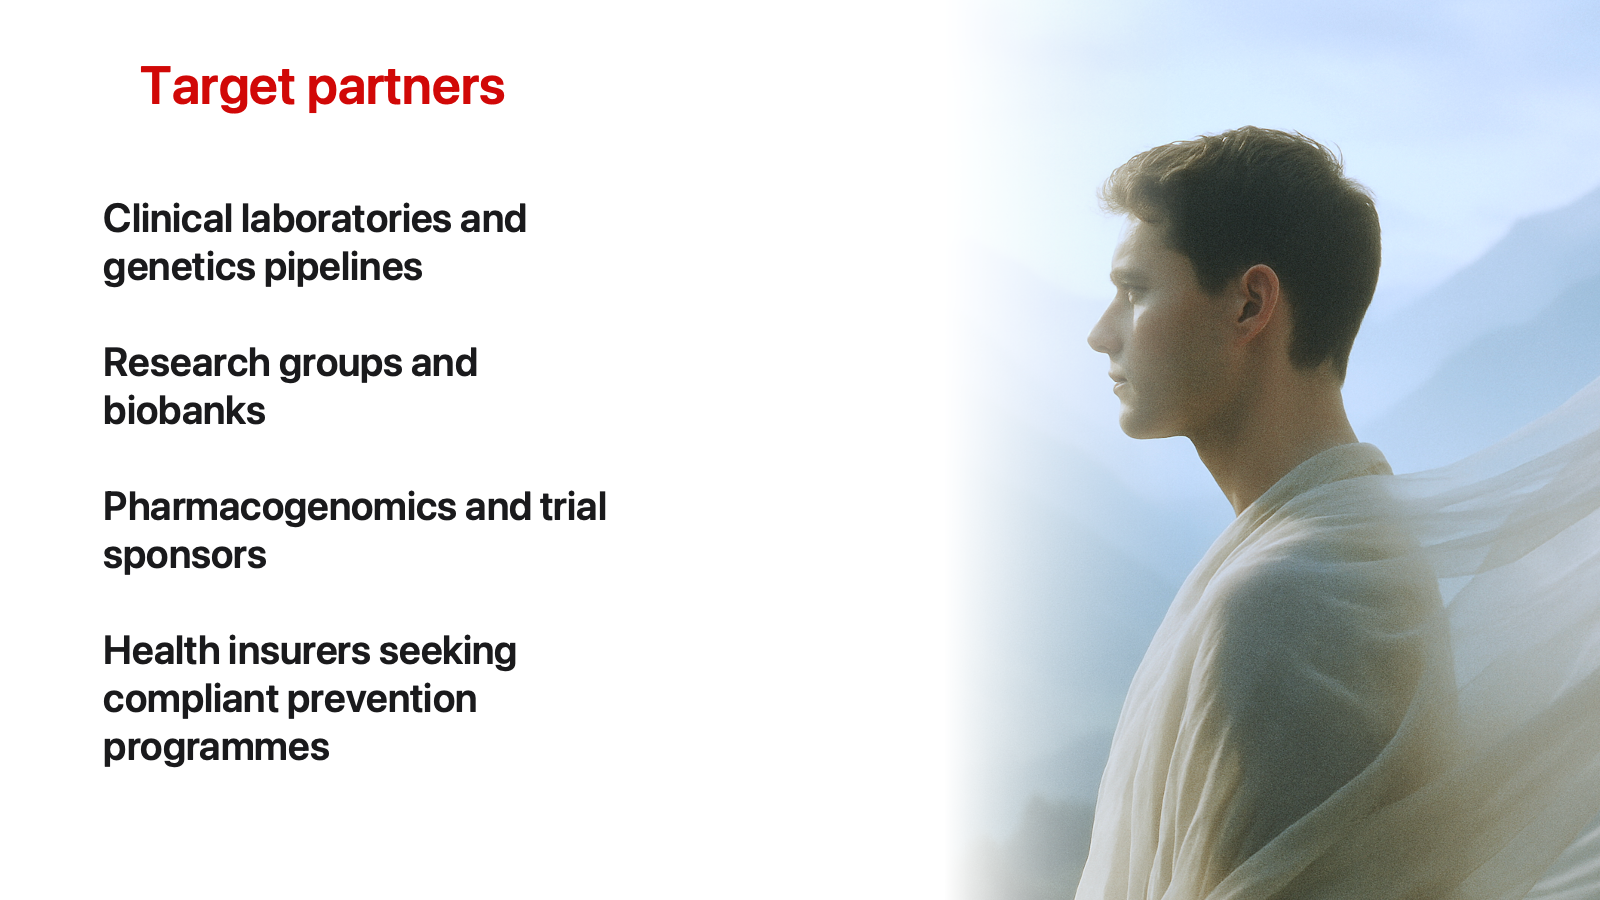 Target partners
Clinical laboratories and
genetics pipelines
Research groups and
biobanks
Pharmacogenomics and trial
sponsors
Health insurers seeking
compliant prevention
programmes